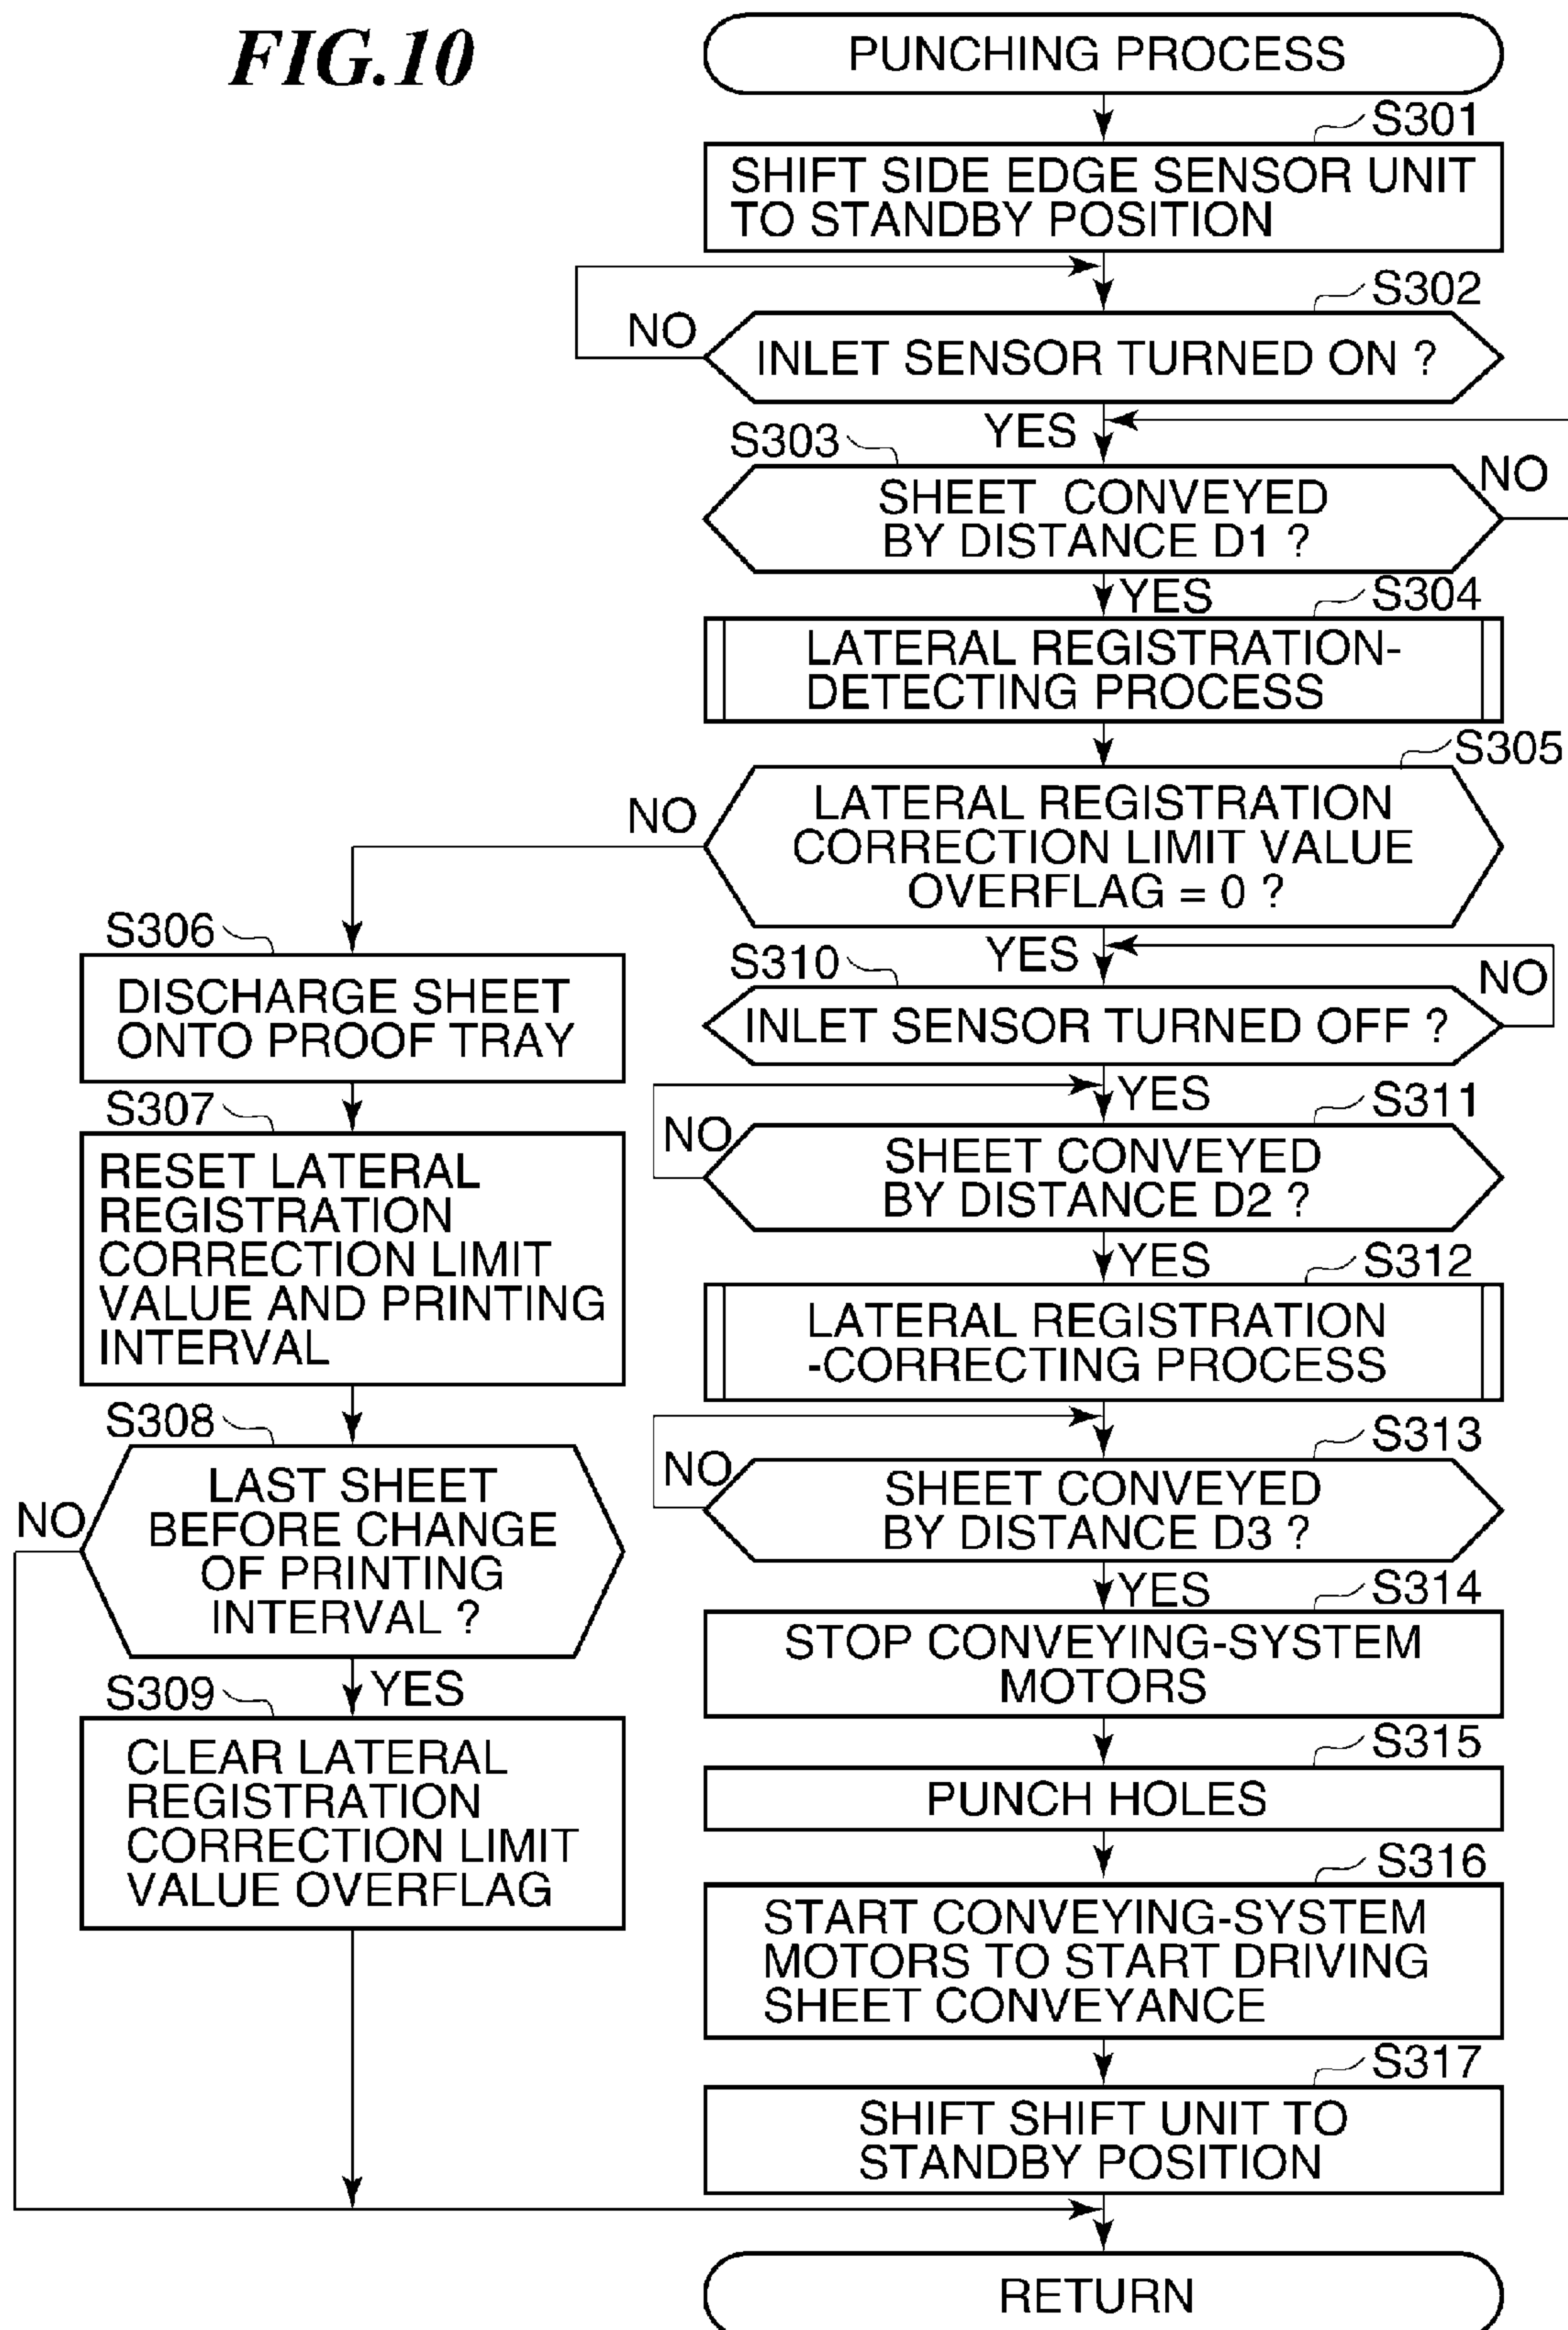 FIG.10
PUNCHING PROCESS
S301
SHIFT SIDE EDGE SENSOR UNIT
TO STANDBY POSITION
S302
NO
INLET SENSOR TURNED ON ?
YES
S303
NO
SHEET CONVEYED
BY DISTANCE D1 ?
YES
S304
LATERAL REGISTRATION-
DETECTING PROCESS
S305
NO
LATERAL REGISTRATION
CORRECTION LIMIT VALUE
OVERFLAG = 0 ?
S306
DISCHARGE SHEET
ONTO PROOF TRAY
S307
RESET LATERAL
REGISTRATION
CORRECTION LIMIT
VALUE AND PRINTING
INTERVAL
S308
NO
LAST SHEET
BEFORE CHANGE
OF PRINTING
INTERVAL ?
YES
S309
CLEAR LATERAL
REGISTRATION
CORRECTION LIMIT
VALUE OVERFLAG
YES
S310
NO
INLET SENSOR TURNED OFF ?
YES
S311
NO
SHEET CONVEYED
BY DISTANCE D2 ?
YES
S312
LATERAL REGISTRATION
-CORRECTING PROCESS
S313
NO
SHEET CONVEYED
BY DISTANCE D3 ?
YES
S314
STOP CONVEYING-SYSTEM
MOTORS
S315
PUNCH HOLES
S316
START CONVEYING-SYSTEM
MOTORS TO START DRIVING
SHEET CONVEYANCE
S317
SHIFT SHIFT UNIT TO
STANDBY POSITION
RETURN